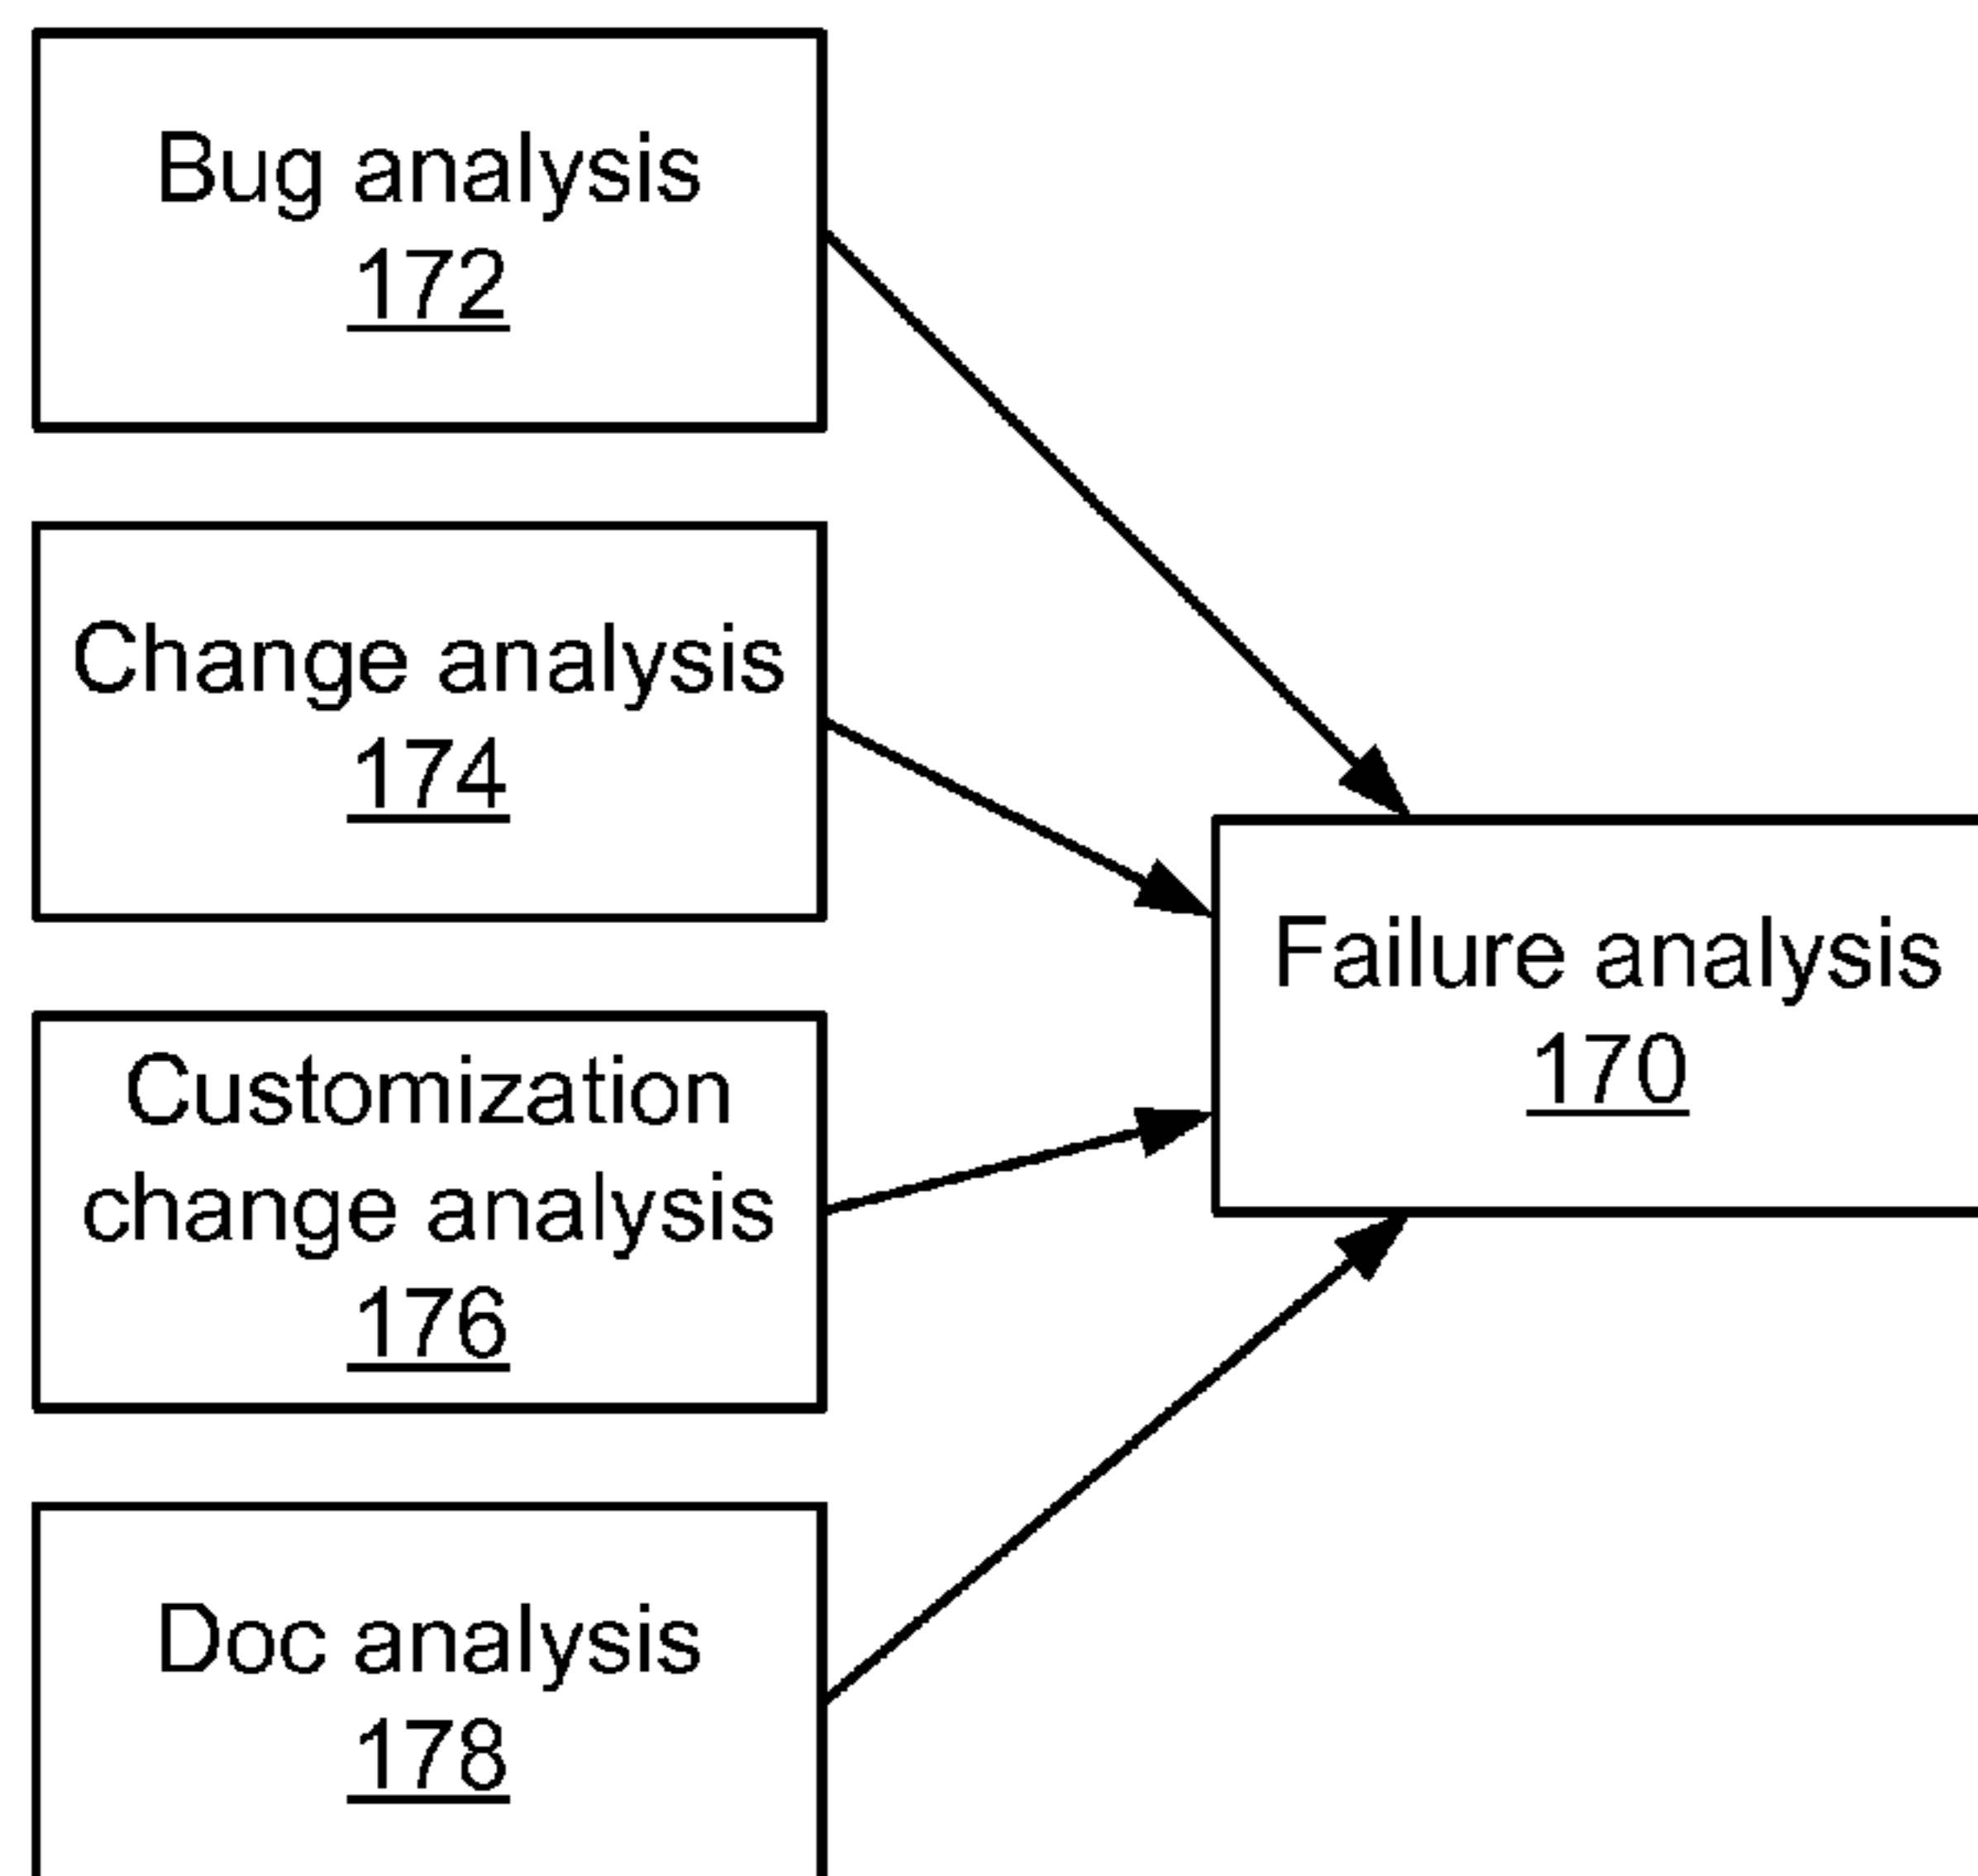 Bug analysis
172
Change analysis
174
Customization
change analysis
176
Doc analysis
178
Failure analysis
170